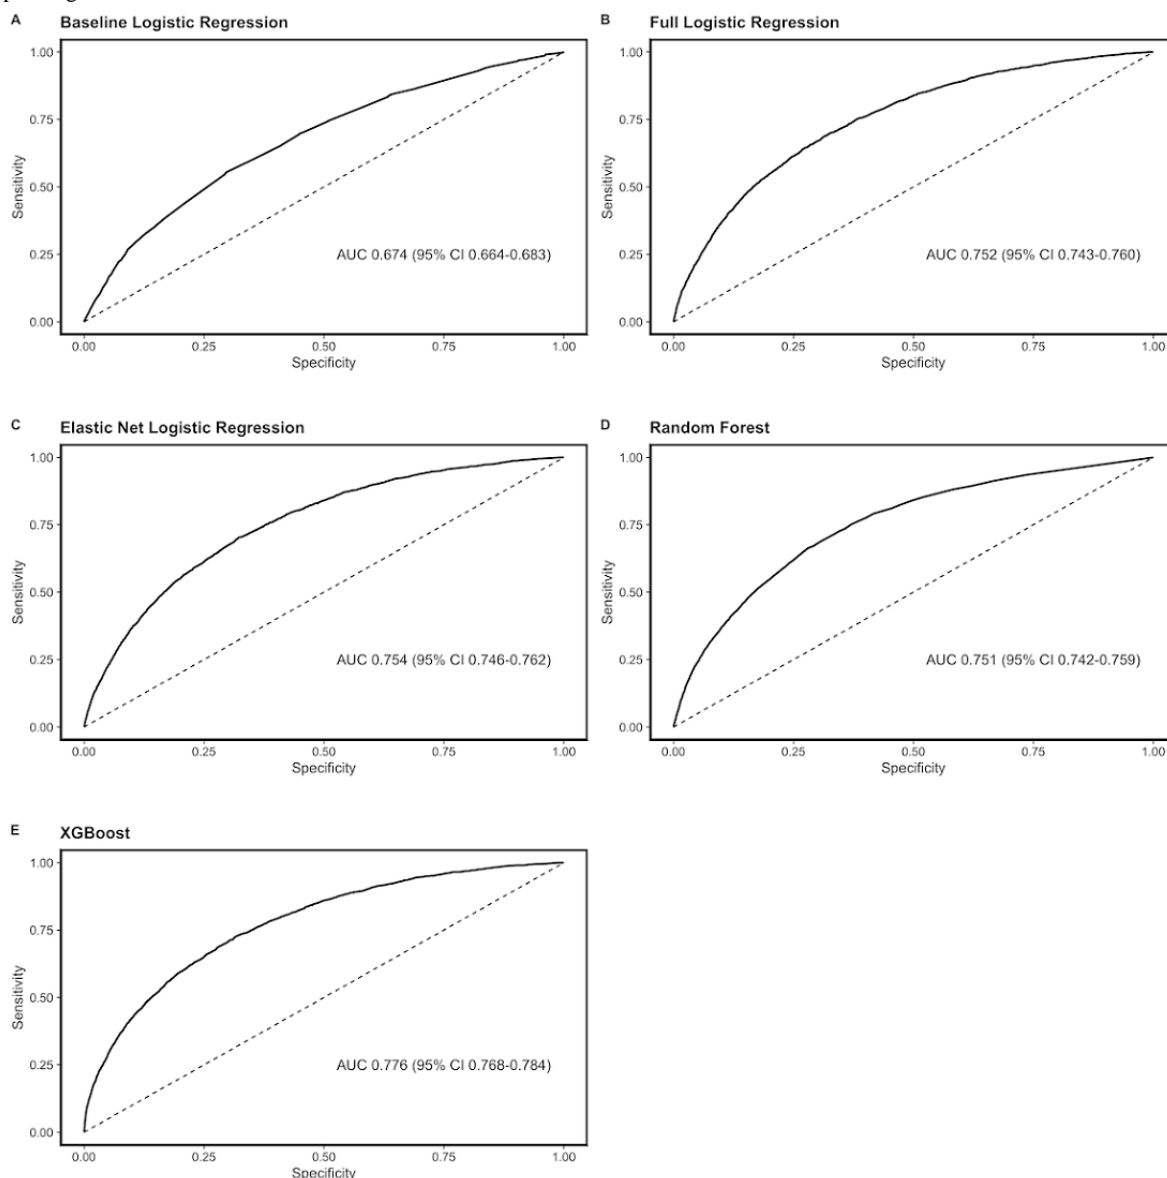 A Baseline Logistic Regression
1.00
0.75
0.50
0.25
0.00
Sensitivity
AUC 0.674 (95% CI 0.664-0.683)
0.00 0.25 0.50 0.75 1.00
Specificity
B Full Logistic Regression
1.00
0.75
0.50
0.25
0.00
Sensitivity
AUC 0.752 (95% CI 0.743-0.760)
0.00 0.25 0.50 0.75 1.00
Specificity
C Elastic Net Logistic Regression
1.00
0.75
0.50
0.25
0.00
Sensitivity
AUC 0.754 (95% CI 0.746-0.762)
0.00 0.25 0.50 0.75 1.00
Specificity
D Random Forest
1.00
0.75
0.50
0.25
0.00
Sensitivity
AUC 0.751 (95% CI 0.742-0.759)
0.00 0.25 0.50 0.75 1.00
Specificity
E XGBoost
1.00
0.75
0.50
0.25
0.00
Sensitivity
AUC 0.776 (95% CI 0.768-0.784)
0.00 0.25 0.50 0.75 1.00
Specificity